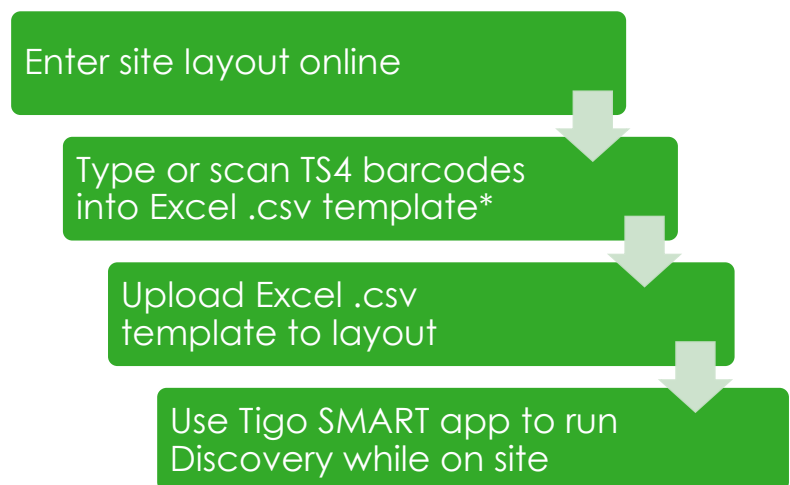 Enter site layout online
Type or scan TS4 barcodes
into Excel .csv template*
Upload Excel .csv
template to layout
Use Tigo SMART app to run
Discovery while on site